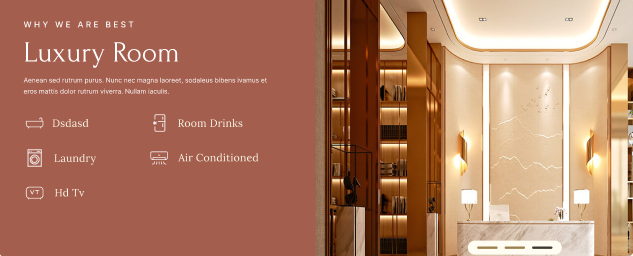 WHY WE ARE BEST
Luxury Room
Aenean sed rutrum purus. Nunc nec magna laoreet, sodaleus bibens ivamus et
eros mattis dolor rutrum viverra. Nullam iaculis.
Dsdasd
Room Drinks
Laundry
Air Conditioned
VT
Hd Tv